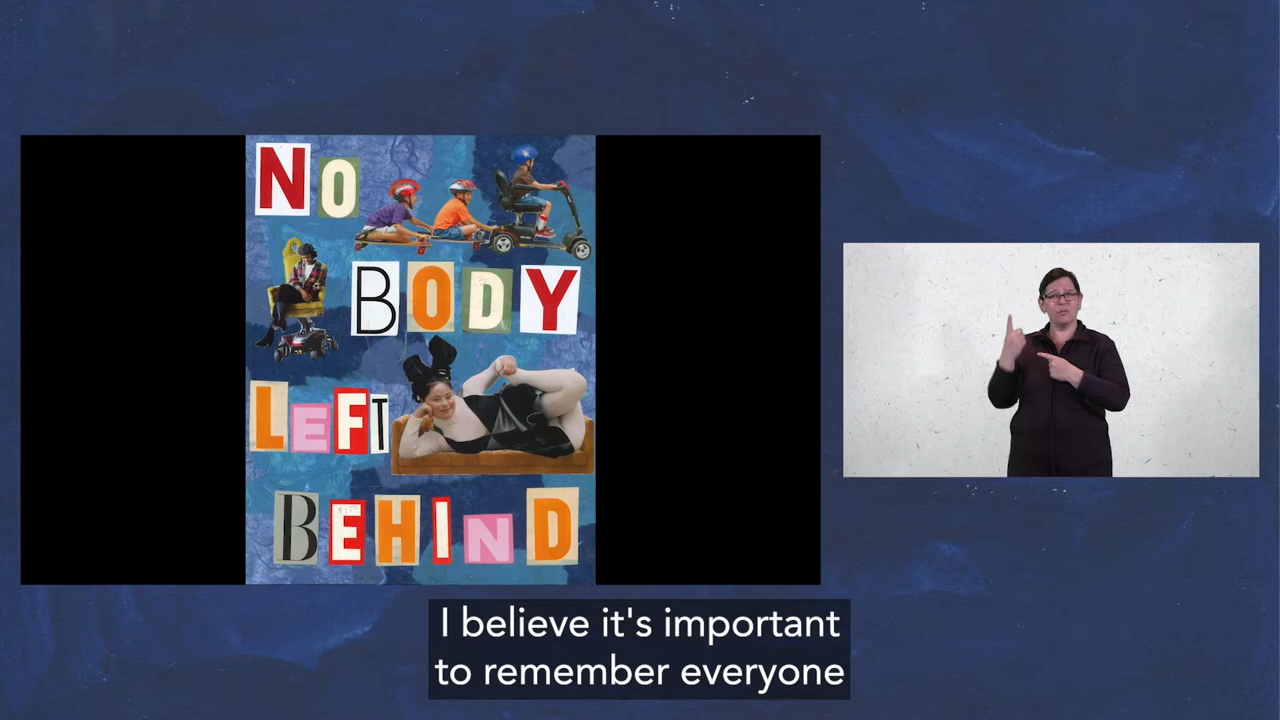 NO
BODY
LEFT
BEHIND
I believe it's important
to remember everyone